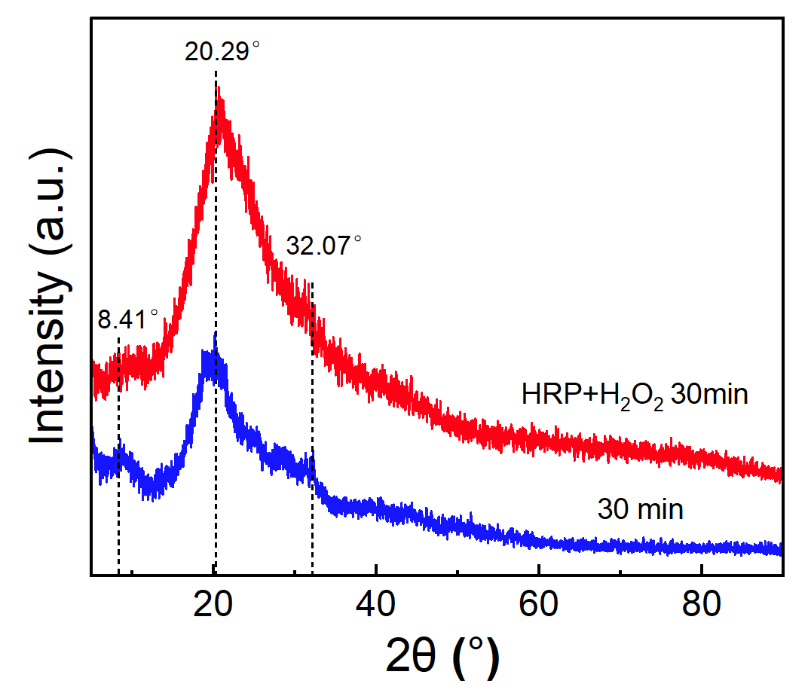 20.29°
32.07°
8.41°
Intensity (a.u.)
HRP+H₂O₂ 30min
30 min
20 40 60 80
2θ (°)